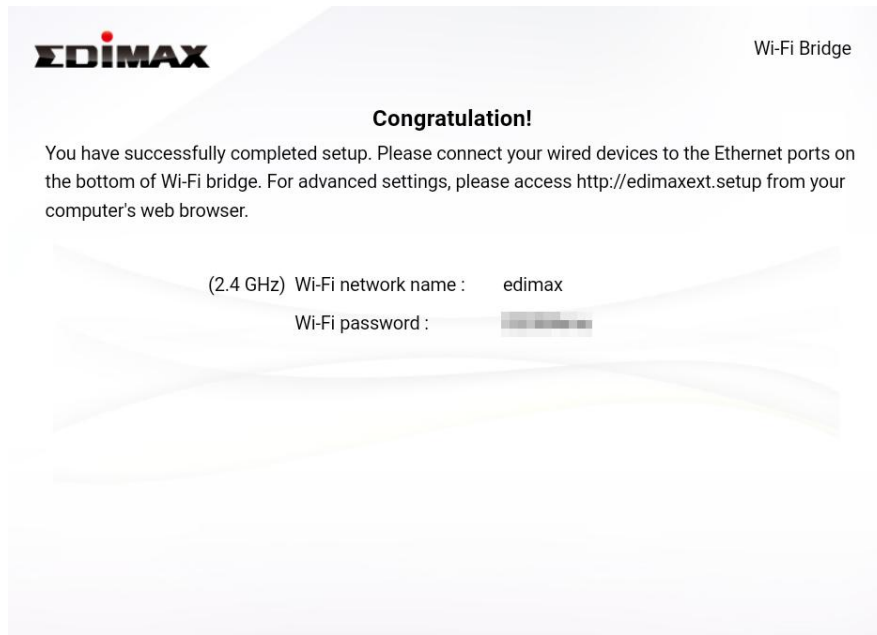 EDIMAX
Wi-Fi Bridge
Congratulation!
You have successfully completed setup. Please connect your wired devices to the Ethernet ports on
the bottom of Wi-Fi bridge. For advanced settings, please access http://edimaxext.setup from your
computer's web browser.
(2.4 GHz) Wi-Fi network name : edimax
Wi-Fi password :